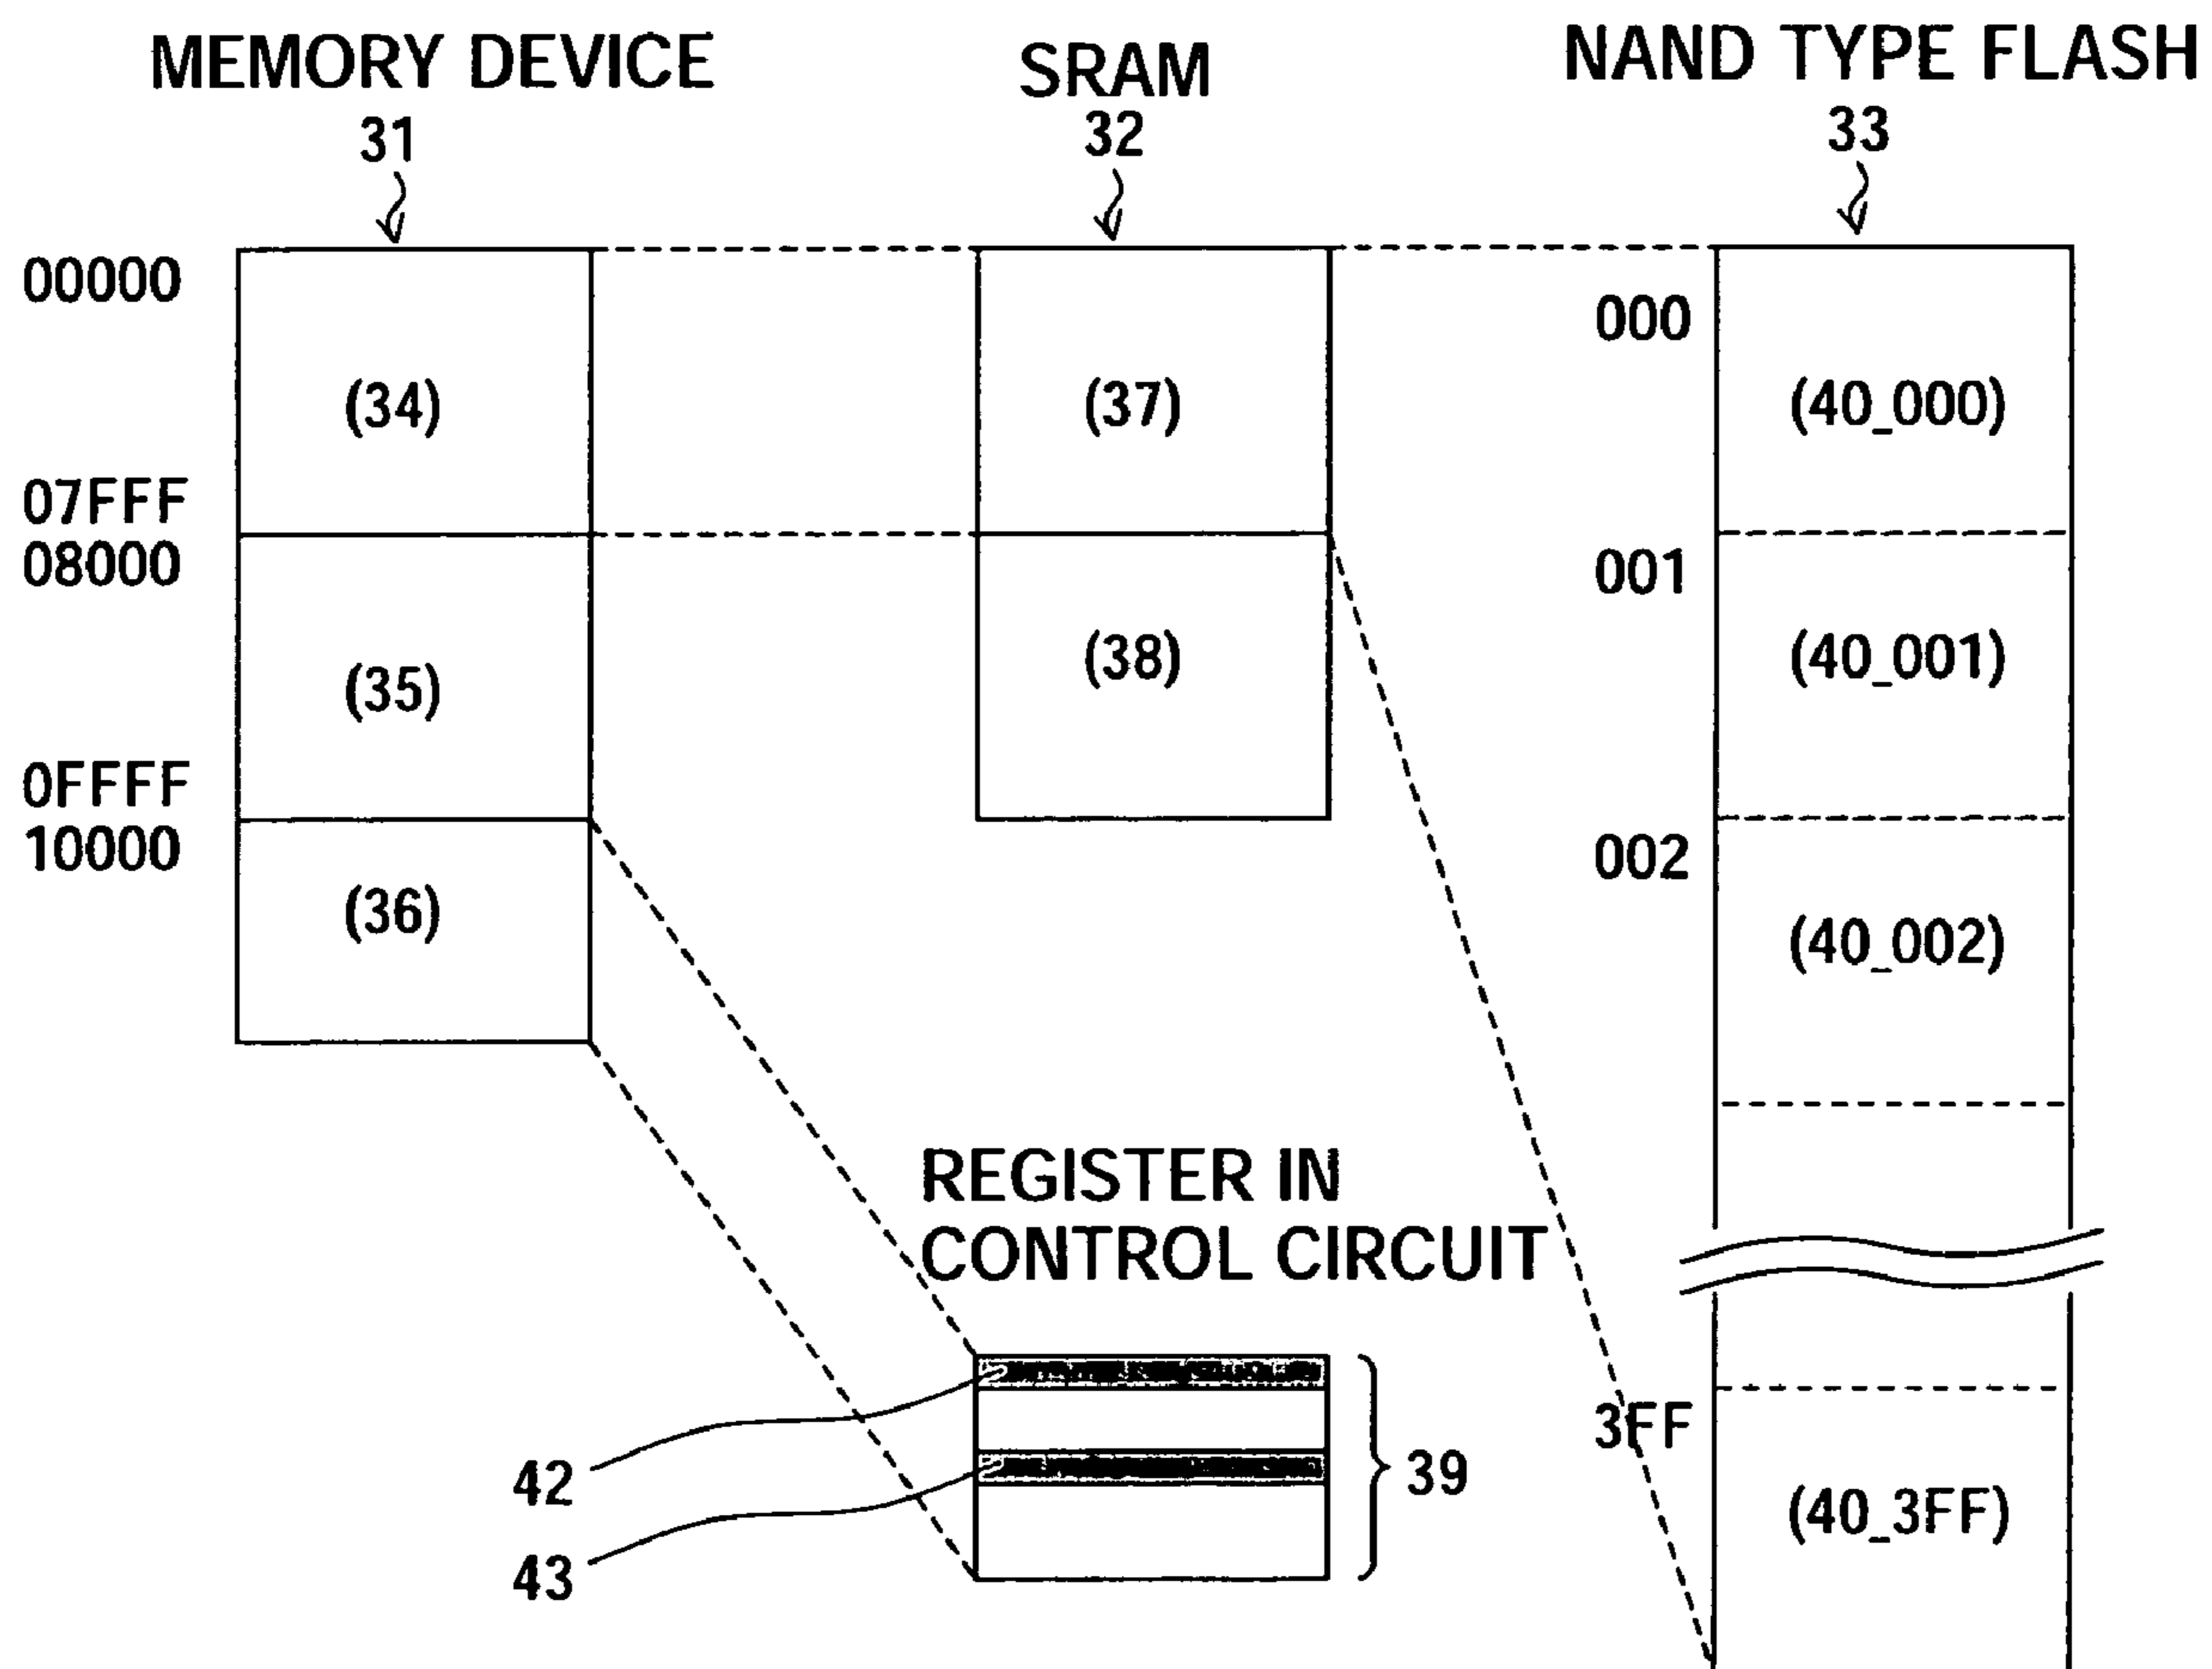 MEMORY DEVICE
31
SRAM
32
NAND TYPE FLASH
33
00000
(34)
07FFF
08000
(35)
0FFFF
10000
(36)
(37)
(38)
000
(40_000)
001
(40_001)
002
(40_002)
3FF
(40_3FF)
REGISTER IN
CONTROL CIRCUIT
42
43
39